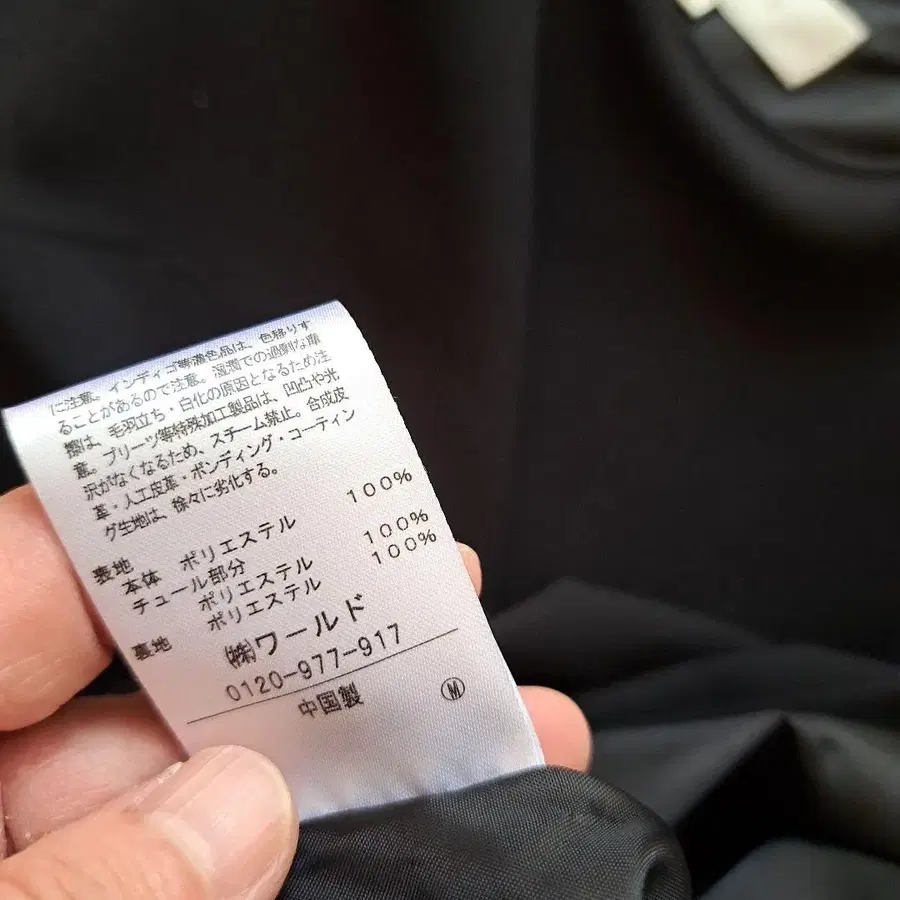 に注意。インディゴ等濃色品は、色移りす
ることがあるので注意。湿潤での過剰な摩
擦は、毛羽立ち・白化の原因となるため注
意。プリーツ等特殊加工製品は、凹凸や光
沢がなくなるため、スチーム禁止。合成皮
革・人工皮革・ボンディング・コーティン
グ生地は、徐々に劣化する。
表地
本体 ポリエステル 100%
チュール部分
ポリエステル 100%
裏地 ポリエステル 100%
㈱ワールド
0120-977-917
中国製 Ⓜ